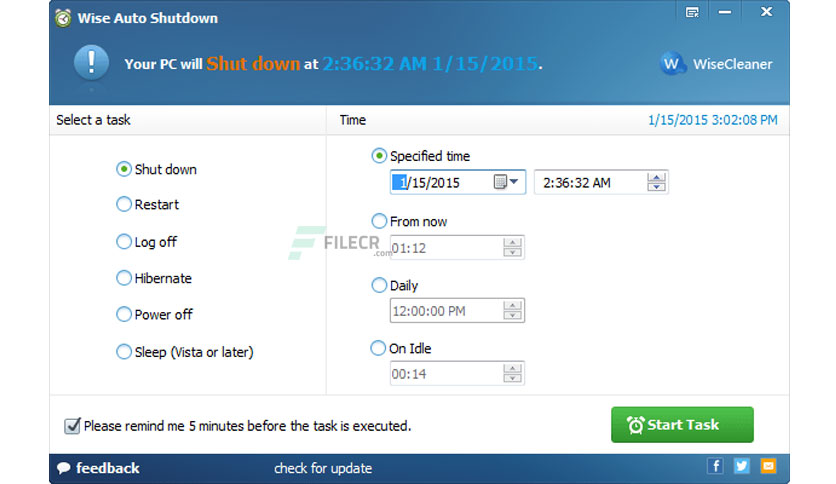 Wise Auto Shutdown
Your PC will Shut down at 2:36:32 AM 1/15/2015.
WiseCleaner
Select a task
Time
1/15/2015 3:02:08 PM
Shut down
Restart
Log off
Hibernate
Power off
Sleep (Vista or later)
Specified time
1/15/2015
2:36:32 AM
From now
01:12
Daily
12:00:00 PM
On Idle
00:14
FILECR
.com
Please remind me 5 minutes before the task is executed.
Start Task
feedback
check for update